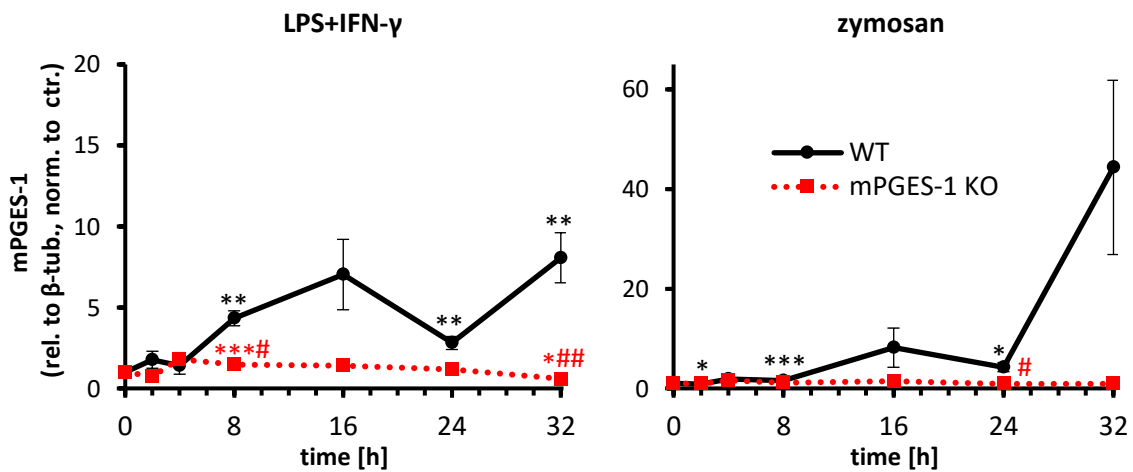 LPS+IFN-γ
zymosan
mPGES-1
(rel. to β-tub., norm. to ctr.)
20
15
10
5
0
**
**
**
***#
*##
0 8 16 24 32
time [h]
60
40
20
0
WT
mPGES-1 KO
*
***
*
#
0 8 16 24 32
time [h]